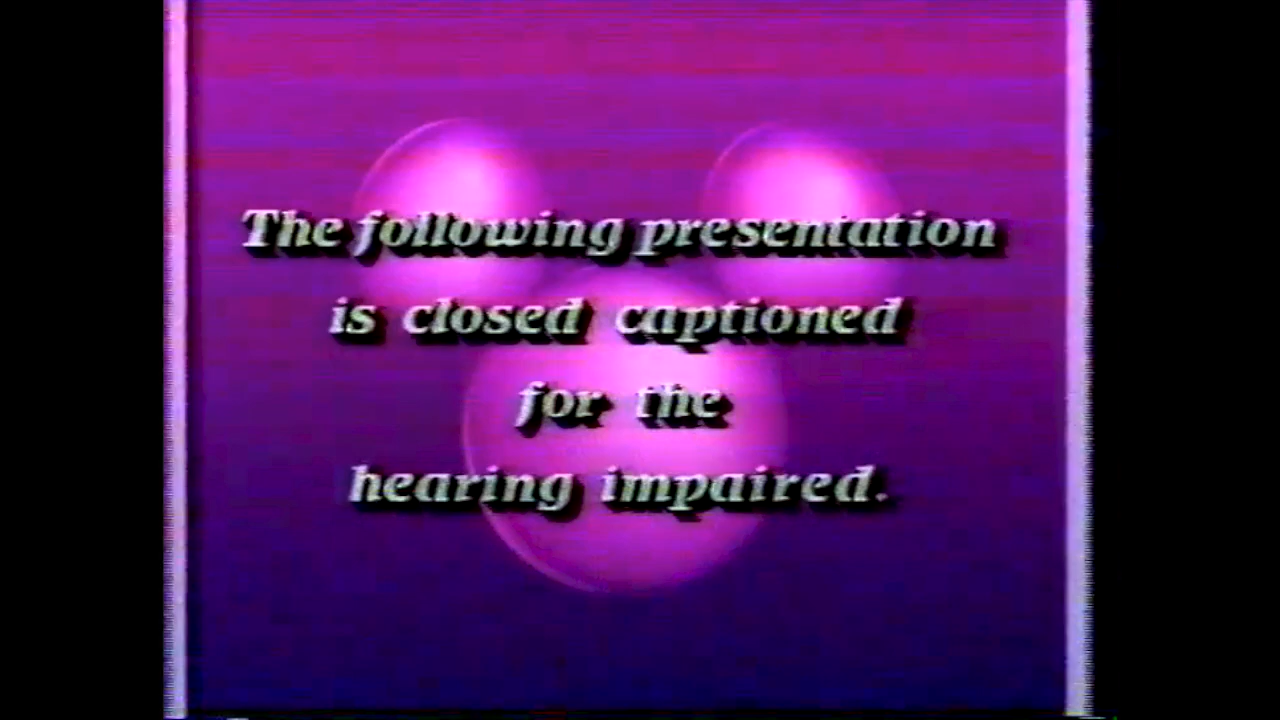 The following presentation
is closed captioned
for the
hearing impaired.